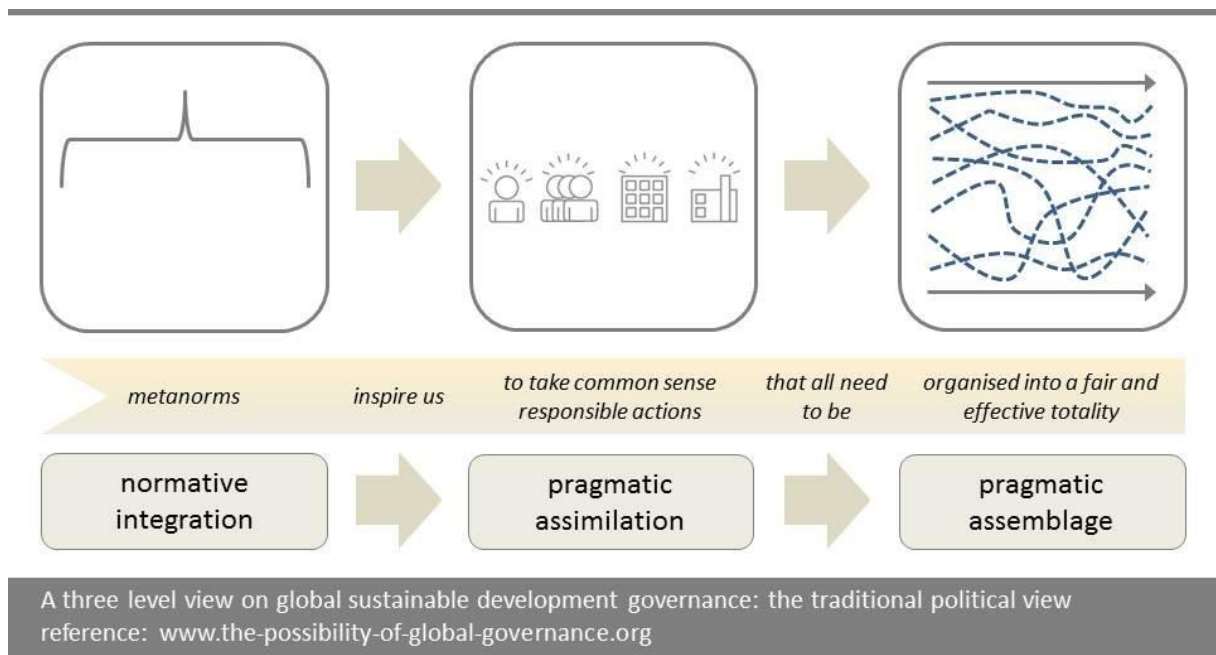 metanorms
inspire us
to take common sense
responsible actions
that all need
to be
organised into a fair and
effective totality
normative
integration
pragmatic
assimilation
pragmatic
assemblage
A three level view on global sustainable development governance: the traditional political view
reference: www.the-possibility-of-global-governance.org